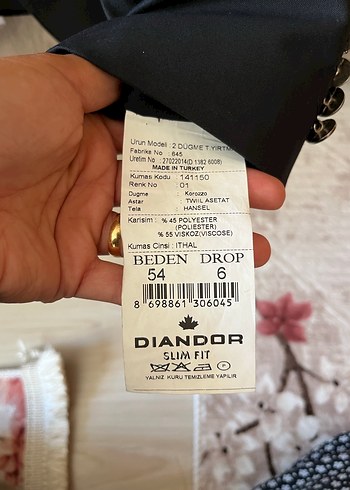 Urun Modeli : 2 DÜĞME T.YIRTM
Fabrike No : 645
Uretim No : 27022014(D 1382 6008)
MADE IN TURKEY
Kumas Kodu : 141150
Renk No : 01
Dugme : Korozzo
Astar : TWIL ASETAT
Tela : HANSEL
Karisim : % 45 POLYESTER
(POLIESTER)
% 55 VISKOZ(VISCOSE)
Kumas Cinsi : ITHAL
BEDEN DROP
54 6
8 698861 306045
DIANDOR
SLIM FIT
P
YALNIZ KURU TEMIZLEME YAPILIR